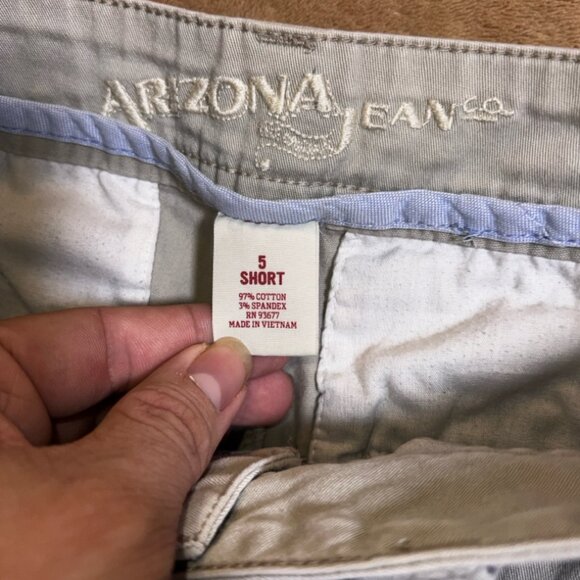 ARIZONA JEAN CO.
5
SHORT
97% COTTON
3% SPANDEX
RN 93677
MADE IN VIETNAM